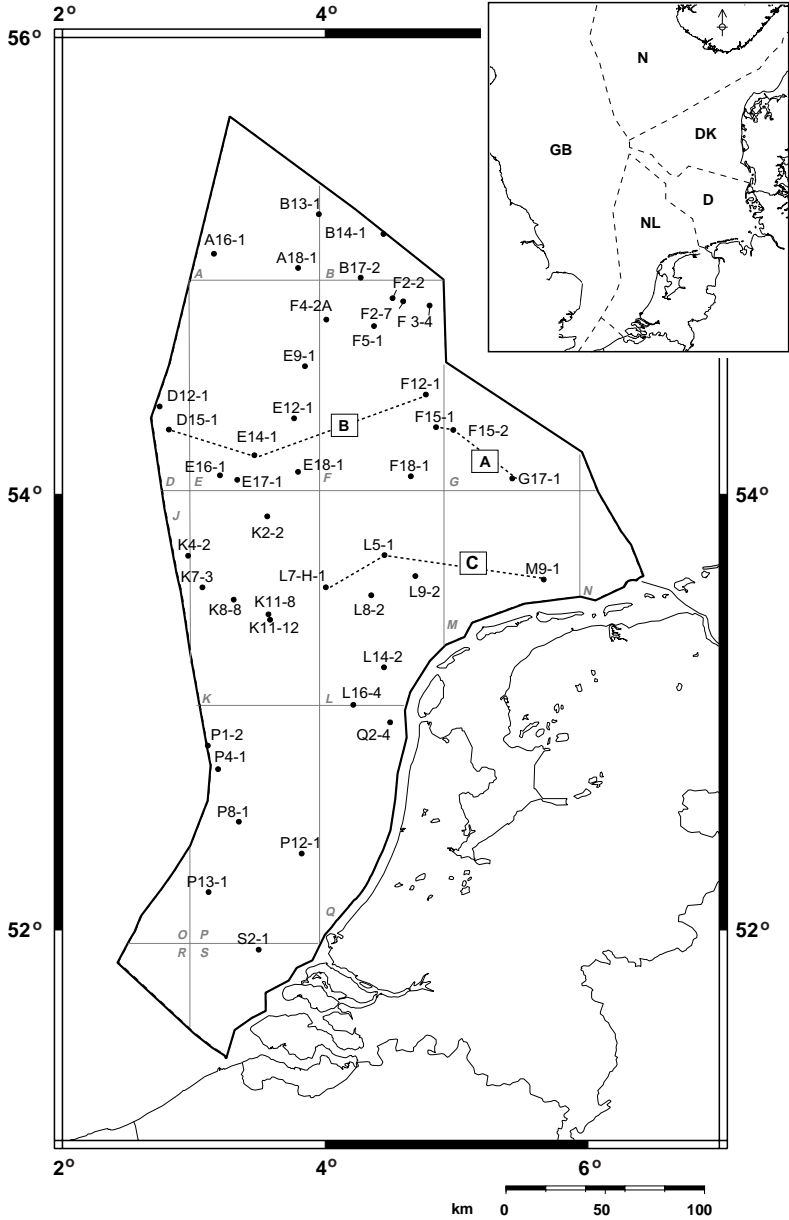 2° 4°
56°
N
GB
DK
D
NL
B13-1
B14-1
A16-1
A18-1
B17-2
A B
F2-2
F4-2A
F2-7
F 3-4
F5-1
E9-1
D12-1
F12-1
D15-1
E12-1
B
F15-1
F15-2
E14-1
A
E16-1
E18-1
F18-1
E17-1
G17-1
D E F G
54° 54°
J
K2-2
K4-2
L5-1
C
M9-1
K7-3
L7-H-1
L9-2
N
K8-8
K11-8
L8-2
K11-12
M
L14-2
K L
L16-4
P1-2
Q2-4
P4-1
P8-1
P12-1
P13-1
Q
52° 52°
O P
S2-1
R S
2° 4° 6°
km 0 50 100